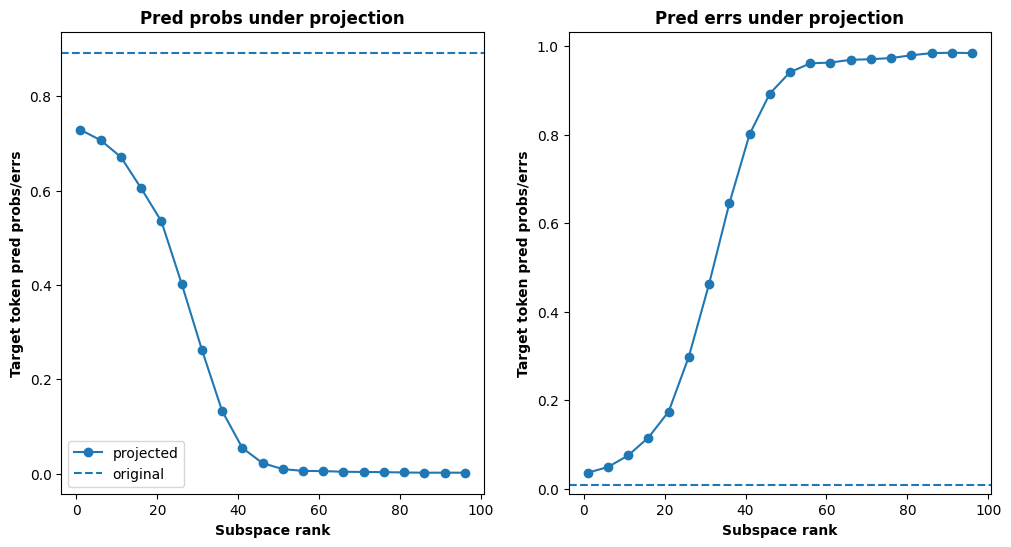 Pred probs under projection
Target token pred probs/errs
0.8
0.6
0.4
0.2
0.0
projected
original
0 20 40 60 80 100
Subspace rank
Pred errs under projection
Target token pred probs/errs
1.0
0.8
0.6
0.4
0.2
0.0
0 20 40 60 80 100
Subspace rank